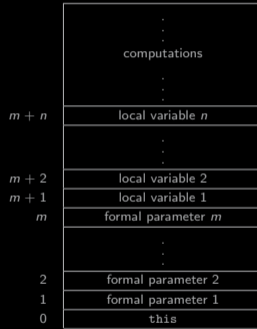 computations
m + n local variable n
m + 2 local variable 2
m + 1 local variable 1
m formal parameter m
2 formal parameter 2
1 formal parameter 1
0 this